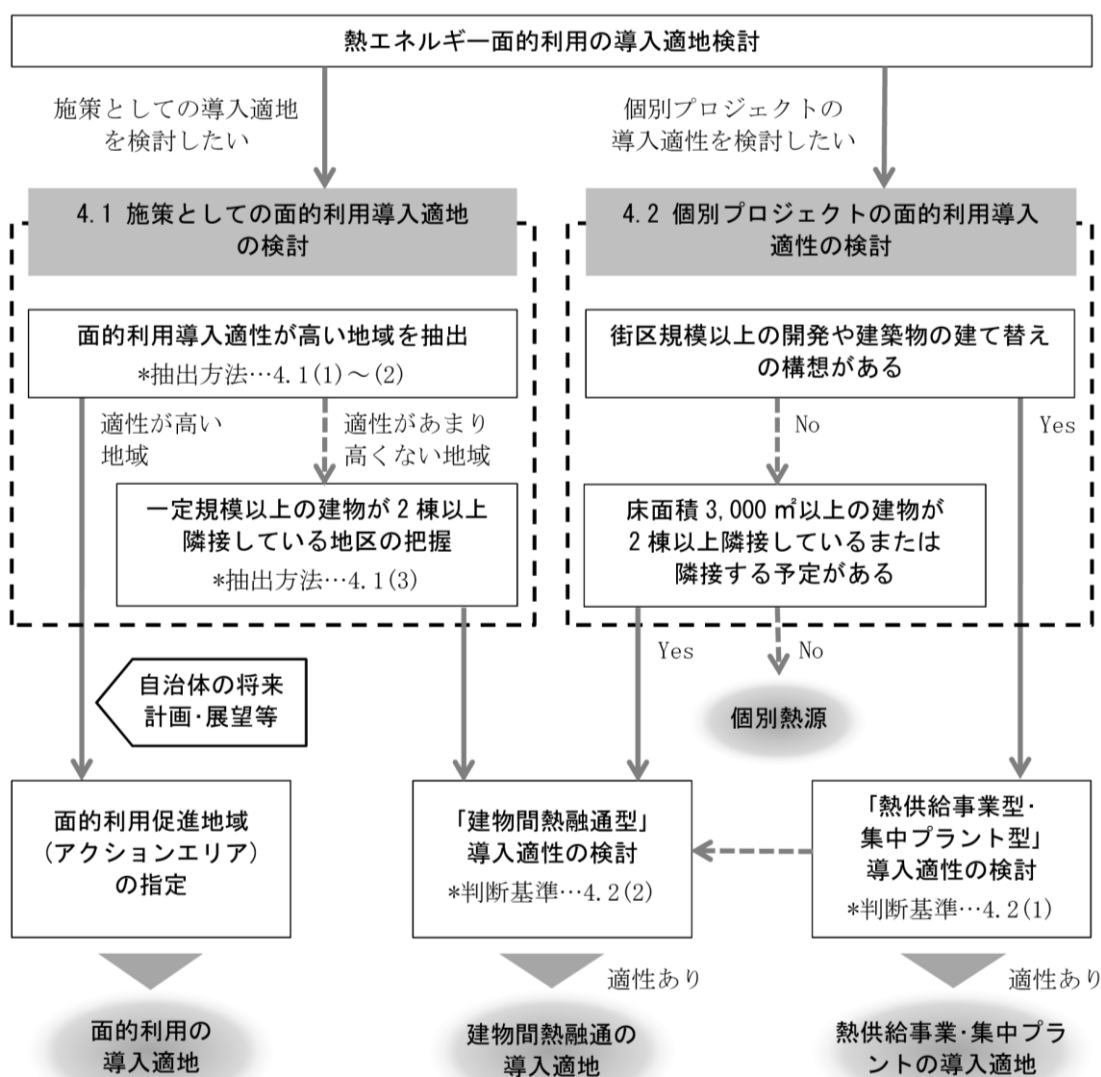 熱エネルギー面的利用の導入適地検討
施策としての導入適地
を検討したい
個別プロジェクトの
導入適性を検討したい
4.1 施策としての面的利用導入適地
の検討
4.2 個別プロジェクトの面的利用導入
適性の検討
面的利用導入適性が高い地域を抽出
*抽出方法…4.1(1)～(2)
街区規模以上の開発や建築物の建て替え
の構想がある
適性が高い
地域
適性があまり
高くない地域
No
Yes
一定規模以上の建物が2棟以上
隣接している地区の把握
*抽出方法…4.1(3)
床面積 3,000 ㎡以上の建物が
2棟以上隣接しているまたは
隣接する予定がある
Yes
No
自治体の将来
計画・展望等
個別熱源
面的利用促進地域
(アクションエリア)
の指定
「建物間熱融通型」
導入適性の検討
*判断基準…4.2(2)
「熱供給事業型・
集中プラント型」
導入適性の検討
*判断基準…4.2(1)
適性あり
適性あり
面的利用の
導入適地
建物間熱融通の
導入適地
熱供給事業・集中プラ
ントの導入適地